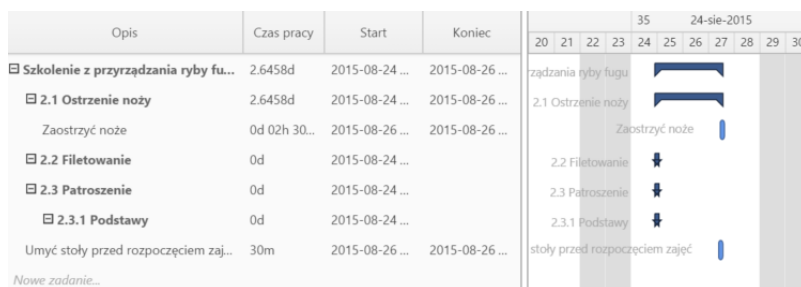 Opis Czas pracy Start Koniec 35 24-sie-2015
20 21 22 23 24 25 26 27 28 29 30
Szkolenie z przyrządzania ryby fu... 2.6458d 2015-08-24 ... 2015-08-26 ... rządzania ryby fugu
2.1 Ostrzenie noży 2.6458d 2015-08-24 ... 2015-08-26 ... 2.1 Ostrzenie noży
Zaostrzyć noże 0d 02h 30... 2015-08-26 ... 2015-08-26 ... Zaostrzyć noże
2.2 Filetowanie 0d 2015-08-24 ... 2.2 Filetowanie
2.3 Patroszenie 0d 2015-08-24 ... 2.3 Patroszenie
2.3.1 Podstawy 0d 2015-08-24 ... 2.3.1 Podstawy
Umyć stoły przed rozpoczęciem zaj... 30m 2015-08-26 ... 2015-08-26 ... stoły przed rozpoczęciem zajęć
Nowe zadanie...